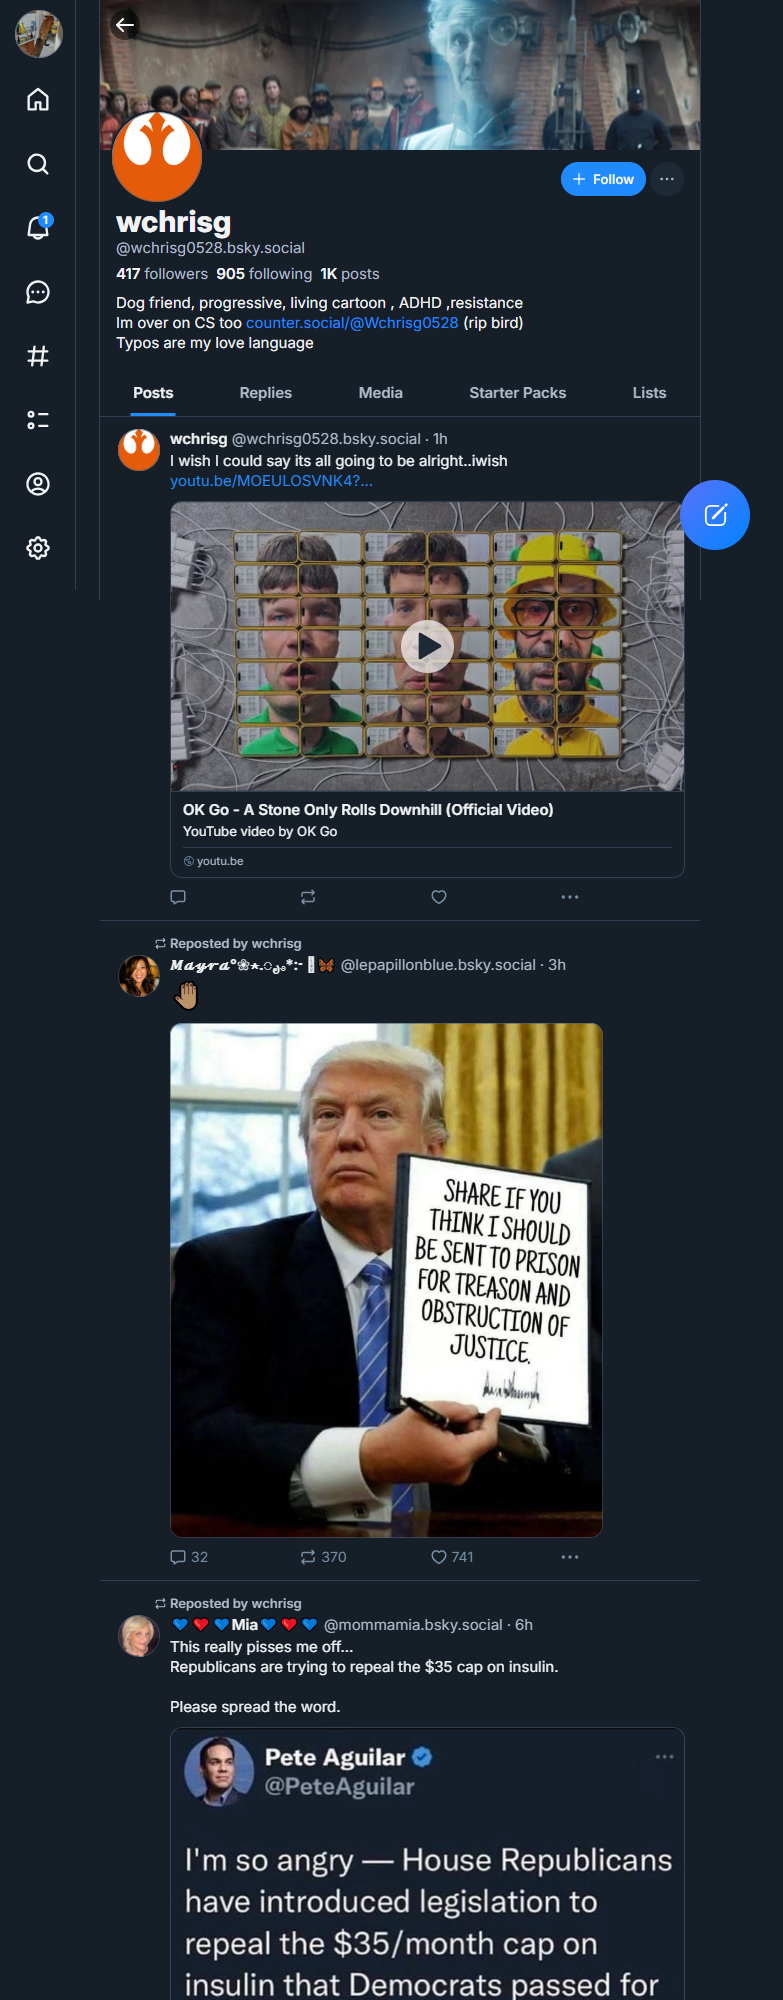 1
+ Follow
wchrisg
@wchrisg0528.bsky.social
417 followers 905 following 1K posts
Dog friend, progressive, living cartoon , ADHD ,resistance
Im over on CS too counter.social/@Wchrisg0528 (rip bird)
Typos are my love language
Posts Replies Media Starter Packs Lists
wchrisg @wchrisg0528.bsky.social · 1h
I wish I could say its all going to be alright..iwish
youtu.be/MOEULOSVNK4?...
OK Go - A Stone Only Rolls Downhill (Official Video)
YouTube video by OK Go
youtu.be
Reposted by wchrisg
𝑴𝒂𝒚𝒓𝒂 @lepapillonblue.bsky.social · 3h
SHARE IF YOU
THINK I SHOULD
BE SENT TO PRISON
FOR TREASON AND
OBSTRUCTION OF
JUSTICE.
32 370 741
Reposted by wchrisg
💙❤️💙Mia💙❤️💙 @mommamia.bsky.social · 6h
This really pisses me off...
Republicans are trying to repeal the $35 cap on insulin.
Please spread the word.
Pete Aguilar
@PeteAguilar
I'm so angry — House Republicans
have introduced legislation to
repeal the $35/month cap on
insulin that Democrats passed for